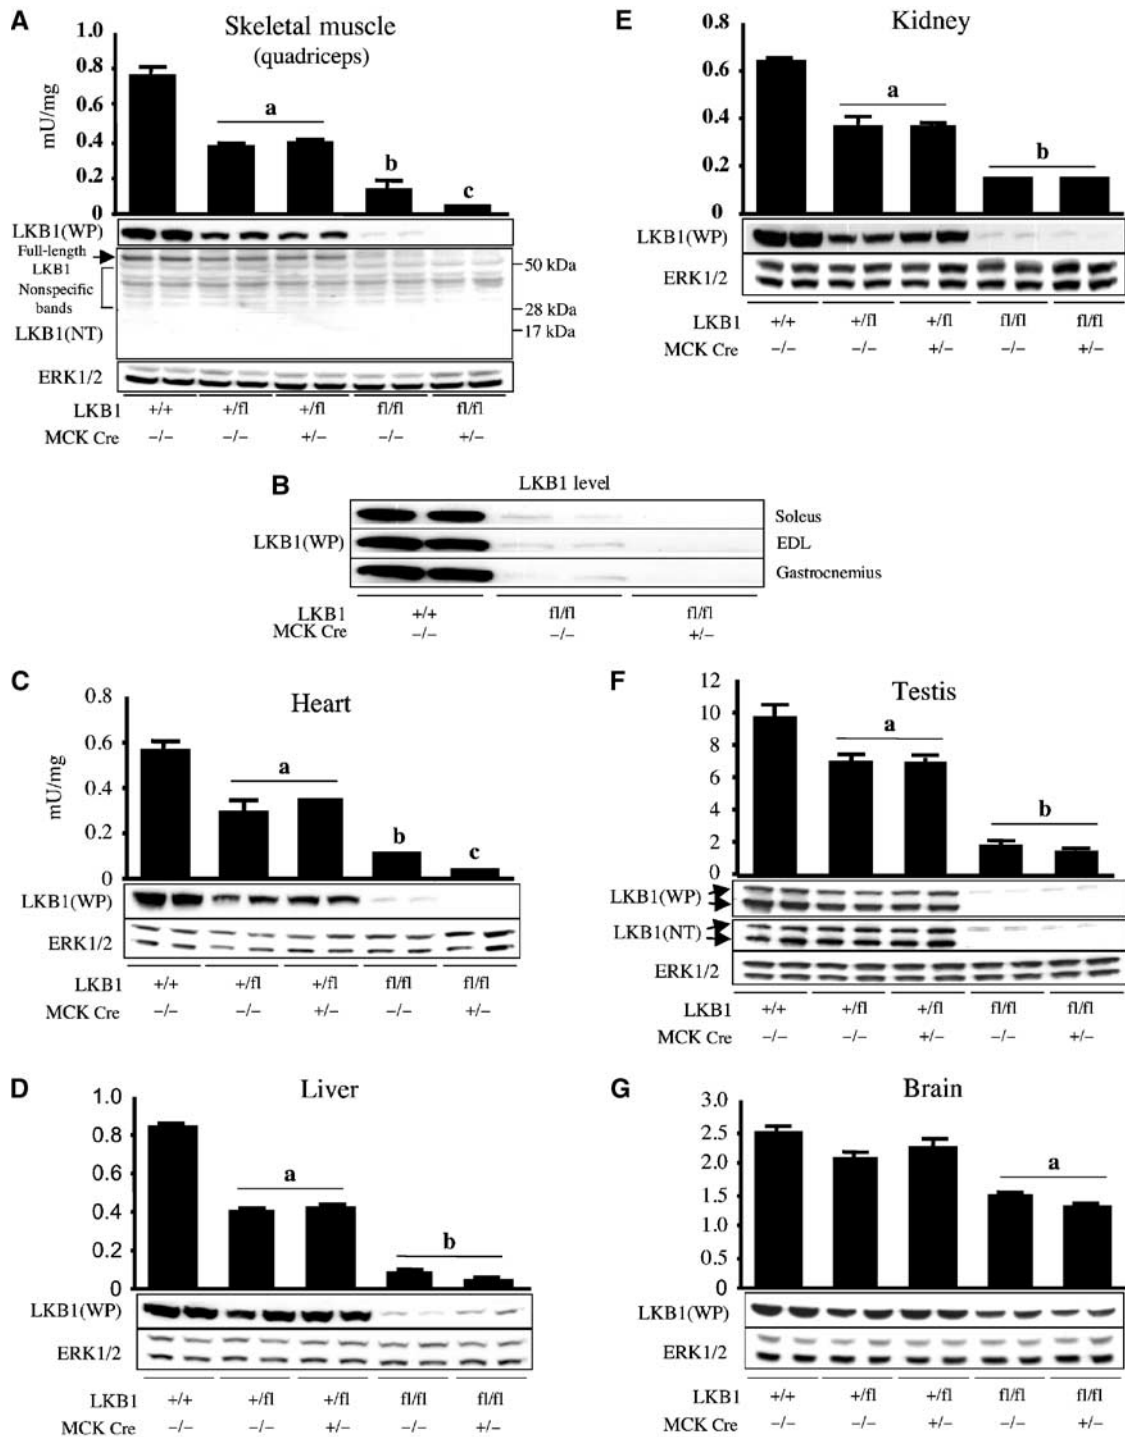 A
Skeletal muscle
(quadriceps)
mU/mg
1.0
0.8
0.6
0.4
0.2
0
a
b
c
LKB1(WP)
Full-length
LKB1
Nonspecific
bands
LKB1(NT)
50 kDa
28 kDa
17 kDa
ERK1/2
LKB1 +/+ +/fl +/fl fl/fl fl/fl
MCK Cre −/− −/− +/− −/− +/−
E
Kidney
0.8
0.6
0.4
0.2
0
a
b
LKB1(WP)
ERK1/2
LKB1 +/+ +/fl +/fl fl/fl fl/fl
MCK Cre −/− −/− +/− −/− +/−
B
LKB1 level
LKB1(WP)
Soleus
EDL
Gastrocnemius
LKB1 +/+ fl/fl fl/fl
MCK Cre −/− −/− +/−
C
Heart
mU/mg
0.8
0.6
0.4
0.2
0
a
b
c
LKB1(WP)
ERK1/2
LKB1 +/+ +/fl +/fl fl/fl fl/fl
MCK Cre −/− −/− +/− −/− +/−
F
Testis
12
10
8
6
4
2
0
a
b
LKB1(WP)
LKB1(NT)
ERK1/2
LKB1 +/+ +/fl +/fl fl/fl fl/fl
MCK Cre −/− −/− +/− −/− +/−
D
Liver
1.0
0.8
0.6
0.4
0.2
0
a
b
LKB1(WP)
ERK1/2
LKB1 +/+ +/fl +/fl fl/fl fl/fl
MCK Cre −/− −/− +/− −/− +/−
G
Brain
3.0
2.5
2.0
1.5
1.0
0.5
0
a
LKB1(WP)
ERK1/2
LKB1 +/+ +/fl +/fl fl/fl fl/fl
MCK Cre −/− −/− +/− −/− +/−